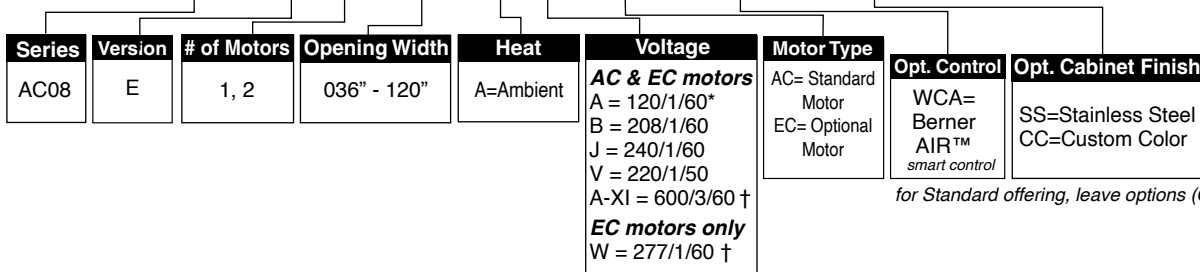 Series
AC08
Version
E
# of Motors
1, 2
Opening Width
036" - 120"
Heat
A=Ambient
Voltage
AC & EC motors
A = 120/1/60*
B = 208/1/60
J = 240/1/60
V = 220/1/50
A-XI = 600/3/60 †
EC motors only
W = 277/1/60 †
Motor Type
AC= Standard
Motor
EC= Optional
Motor
Opt. Control
WCA=
Berner
AIR™
smart control
Opt. Cabinet Finish
SS=Stainless Steel
CC=Custom Color
for Standard offering, leave options